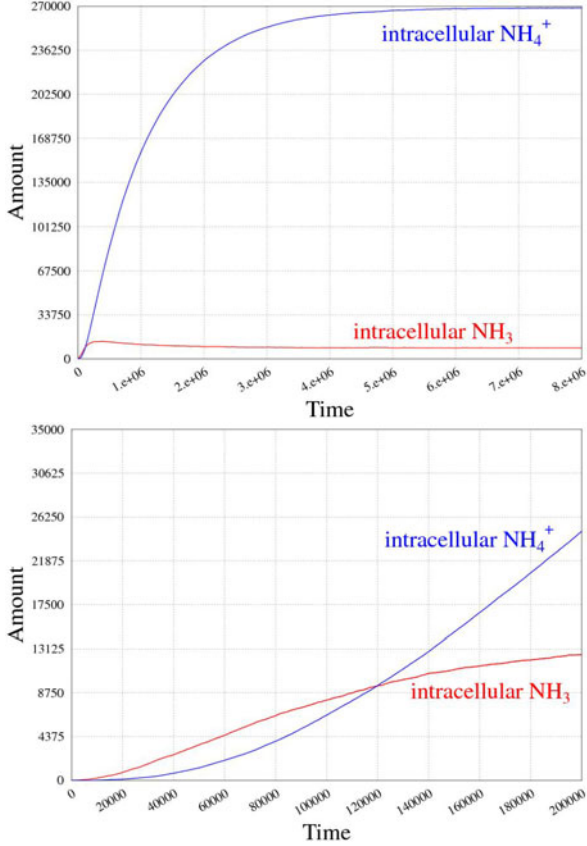 270000
intracellular NH₄⁺
236250
202500
168750
135000
101250
67500
33750
intracellular NH₃
0
Amount
0 1.e+06 2.e+06 3.e+06 4.e+06 5.e+06 6.e+06 7.e+06 8.e+06
Time
35000
30625
26250
intracellular NH₄⁺
21875
17500
13125
8750
intracellular NH₃
4375
0
Amount
0 20000 40000 60000 80000 100000 120000 140000 160000 180000 200000
Time